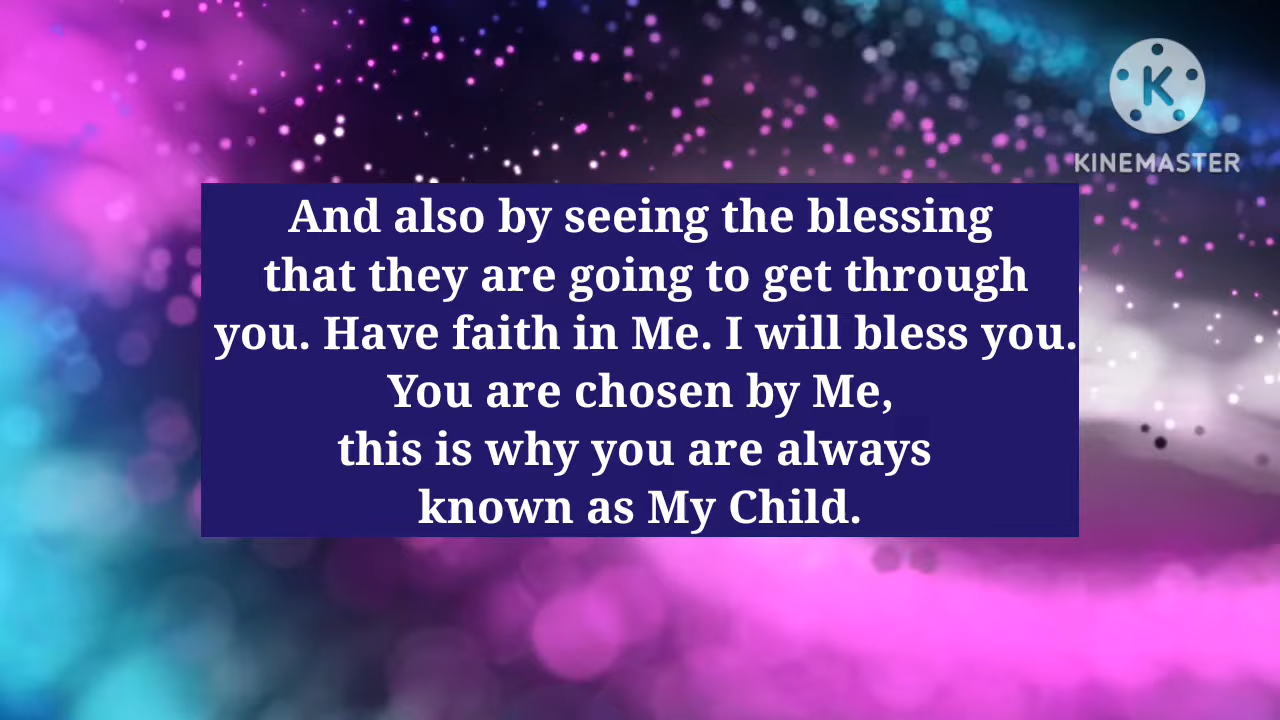 K
KINEMASTER
And also by seeing the blessing
that they are going to get through
you. Have faith in Me. I will bless you.
You are chosen by Me,
this is why you are always
known as My Child.